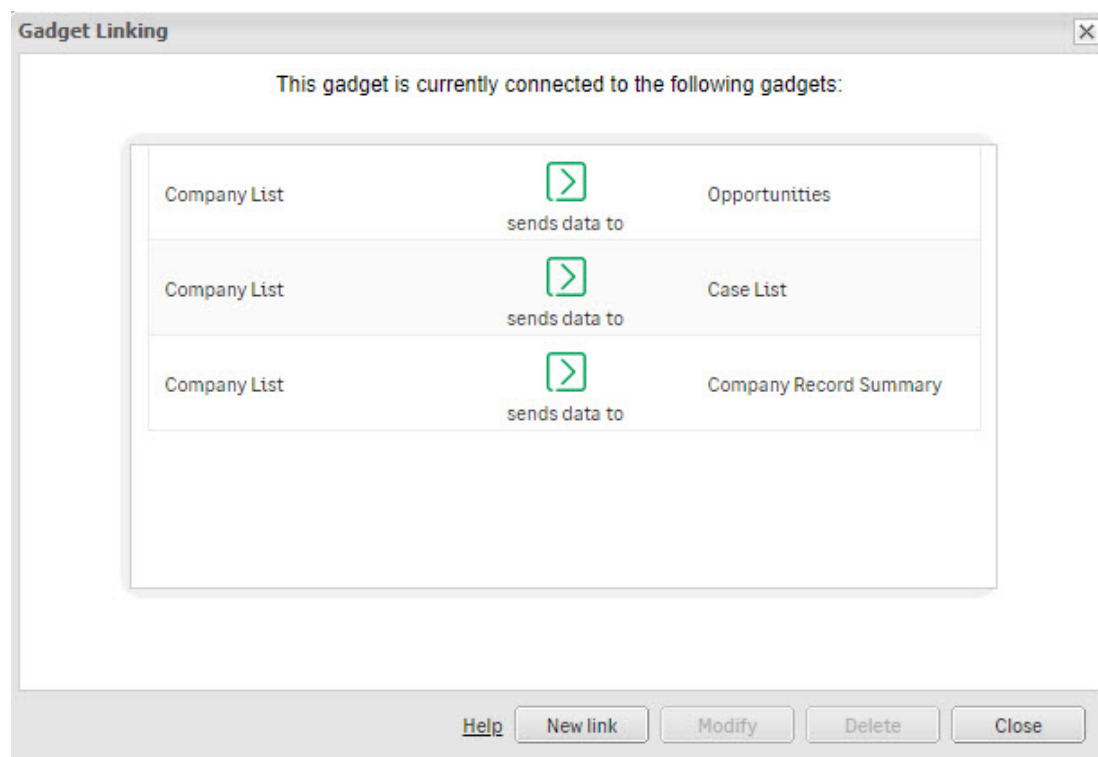 Gadget Linking
This gadget is currently connected to the following gadgets:
Company List
sends data to
Opportunities
Company List
sends data to
Case List
Company List
sends data to
Company Record Summary
Help
New link
Modify
Delete
Close